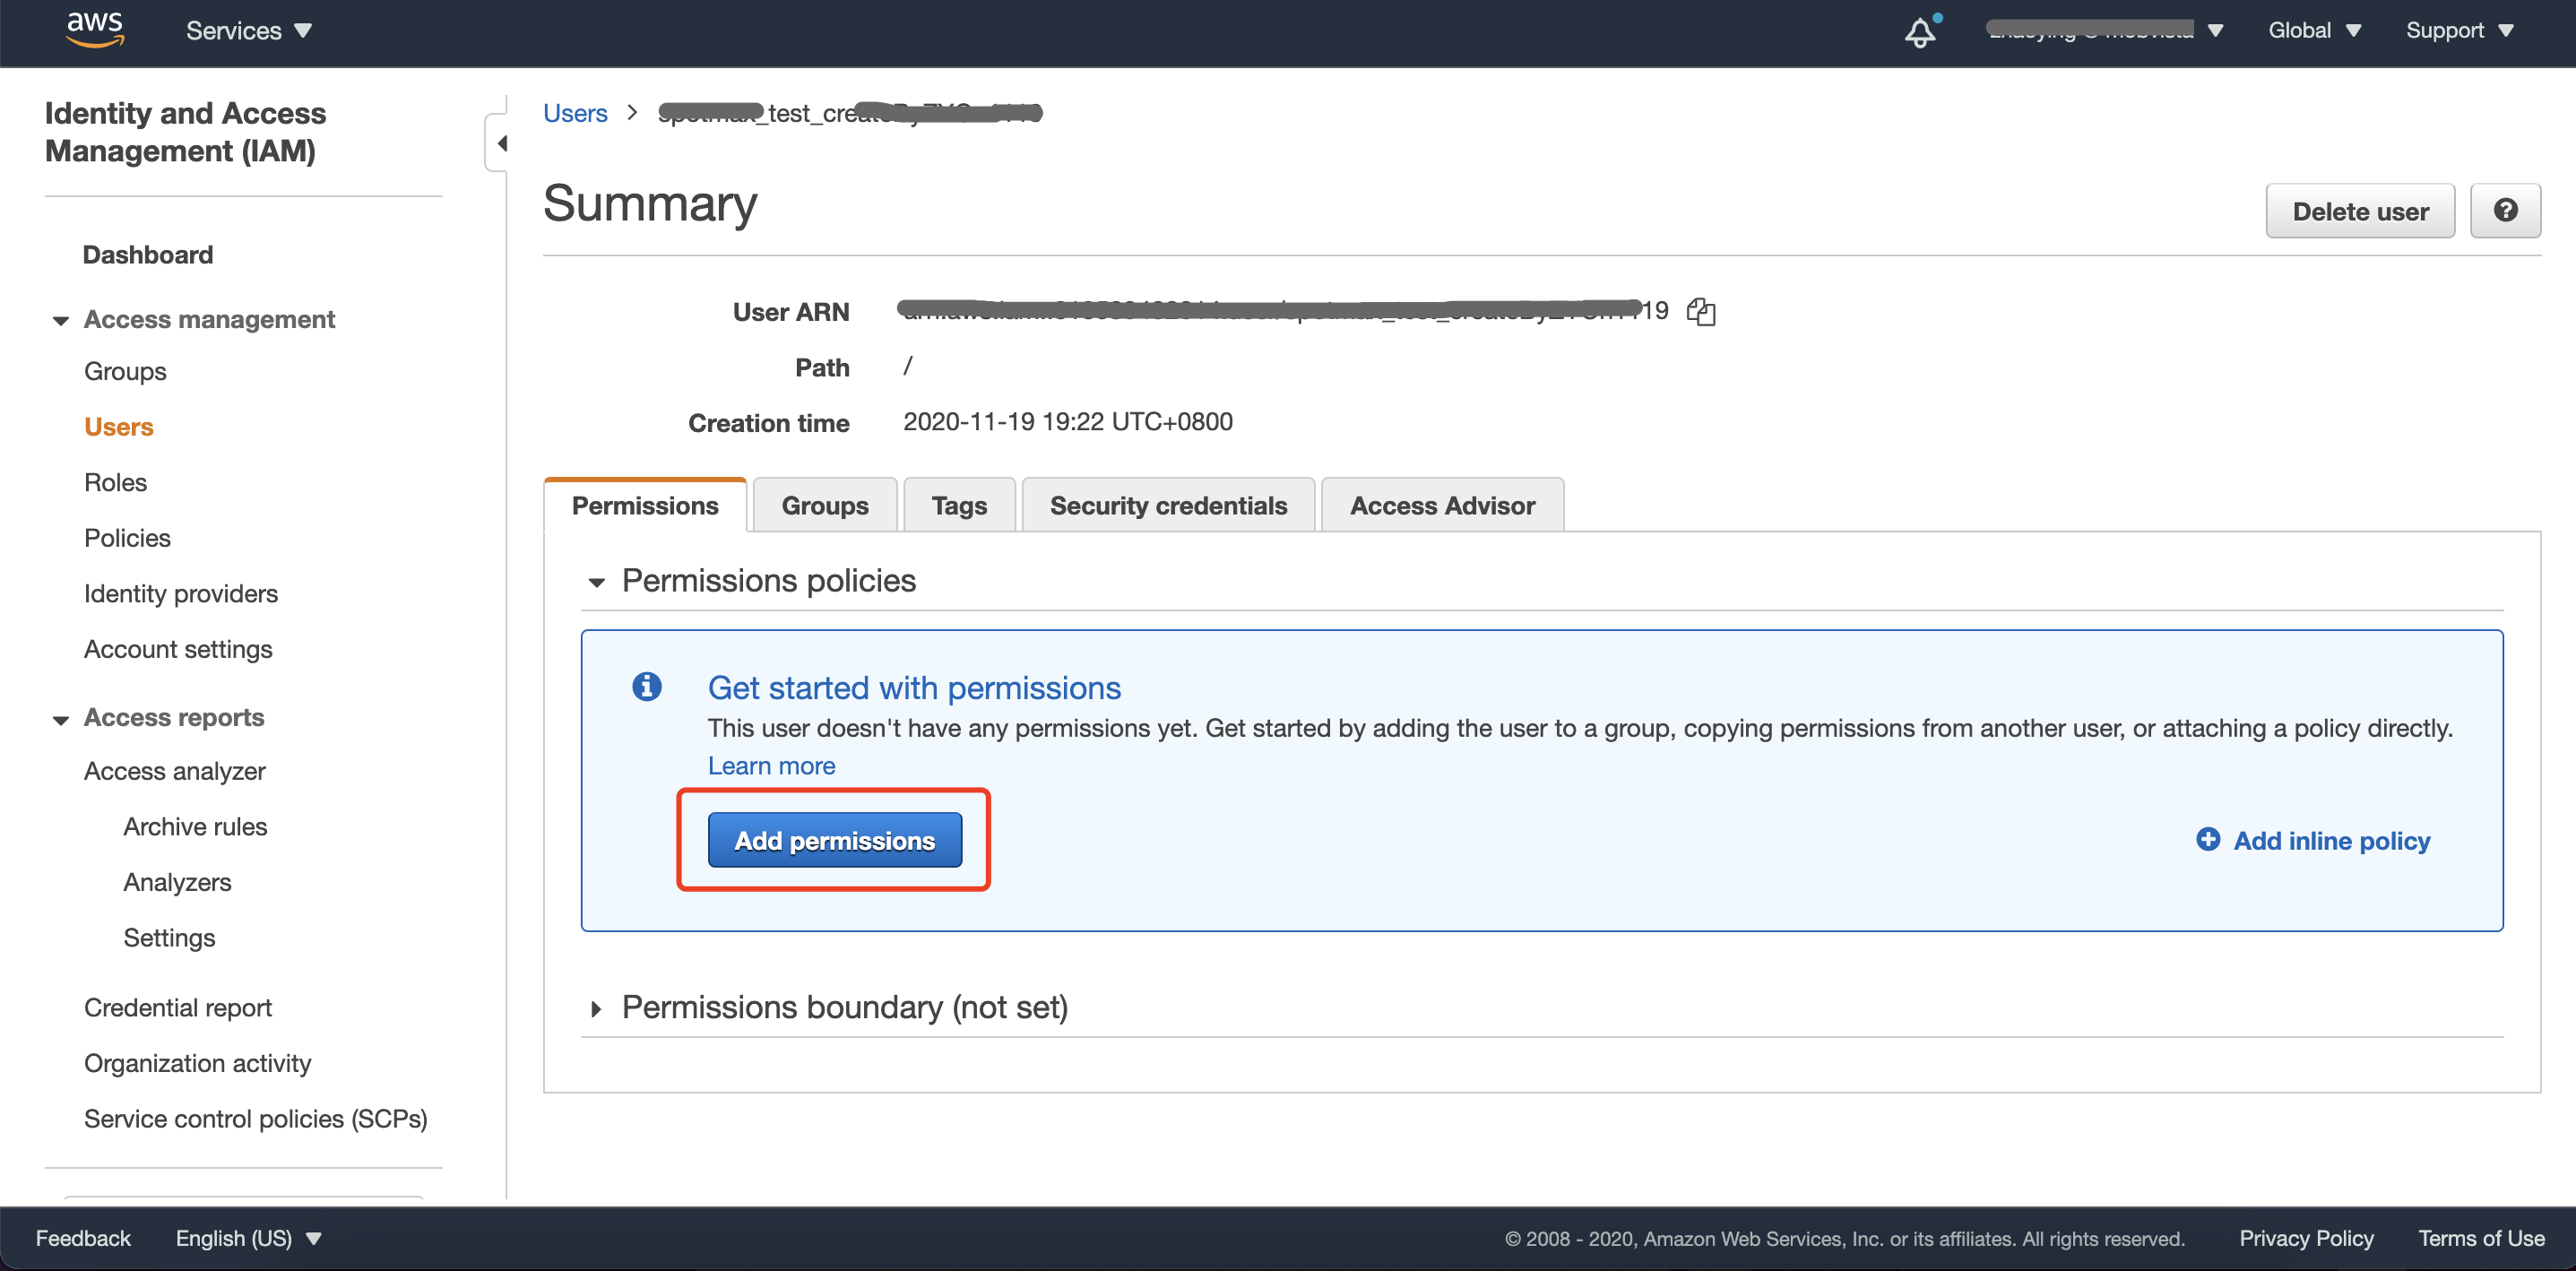 aws
Services
Global
Support
Identity and Access
Management (IAM)
Dashboard
Access management
Groups
Users
Roles
Policies
Identity providers
Account settings
Access reports
Access analyzer
Archive rules
Analyzers
Settings
Credential report
Organization activity
Service control policies (SCPs)
Users
Summary
Delete user
User ARN
Path /
Creation time 2020-11-19 19:22 UTC+0800
Permissions
Groups
Tags
Security credentials
Access Advisor
Permissions policies
Get started with permissions
This user doesn't have any permissions yet. Get started by adding the user to a group, copying permissions from another user, or attaching a policy directly.
Learn more
Add permissions
Add inline policy
Permissions boundary (not set)
Feedback
English (US)
© 2008 - 2020, Amazon Web Services, Inc. or its affiliates. All rights reserved.
Privacy Policy
Terms of Use